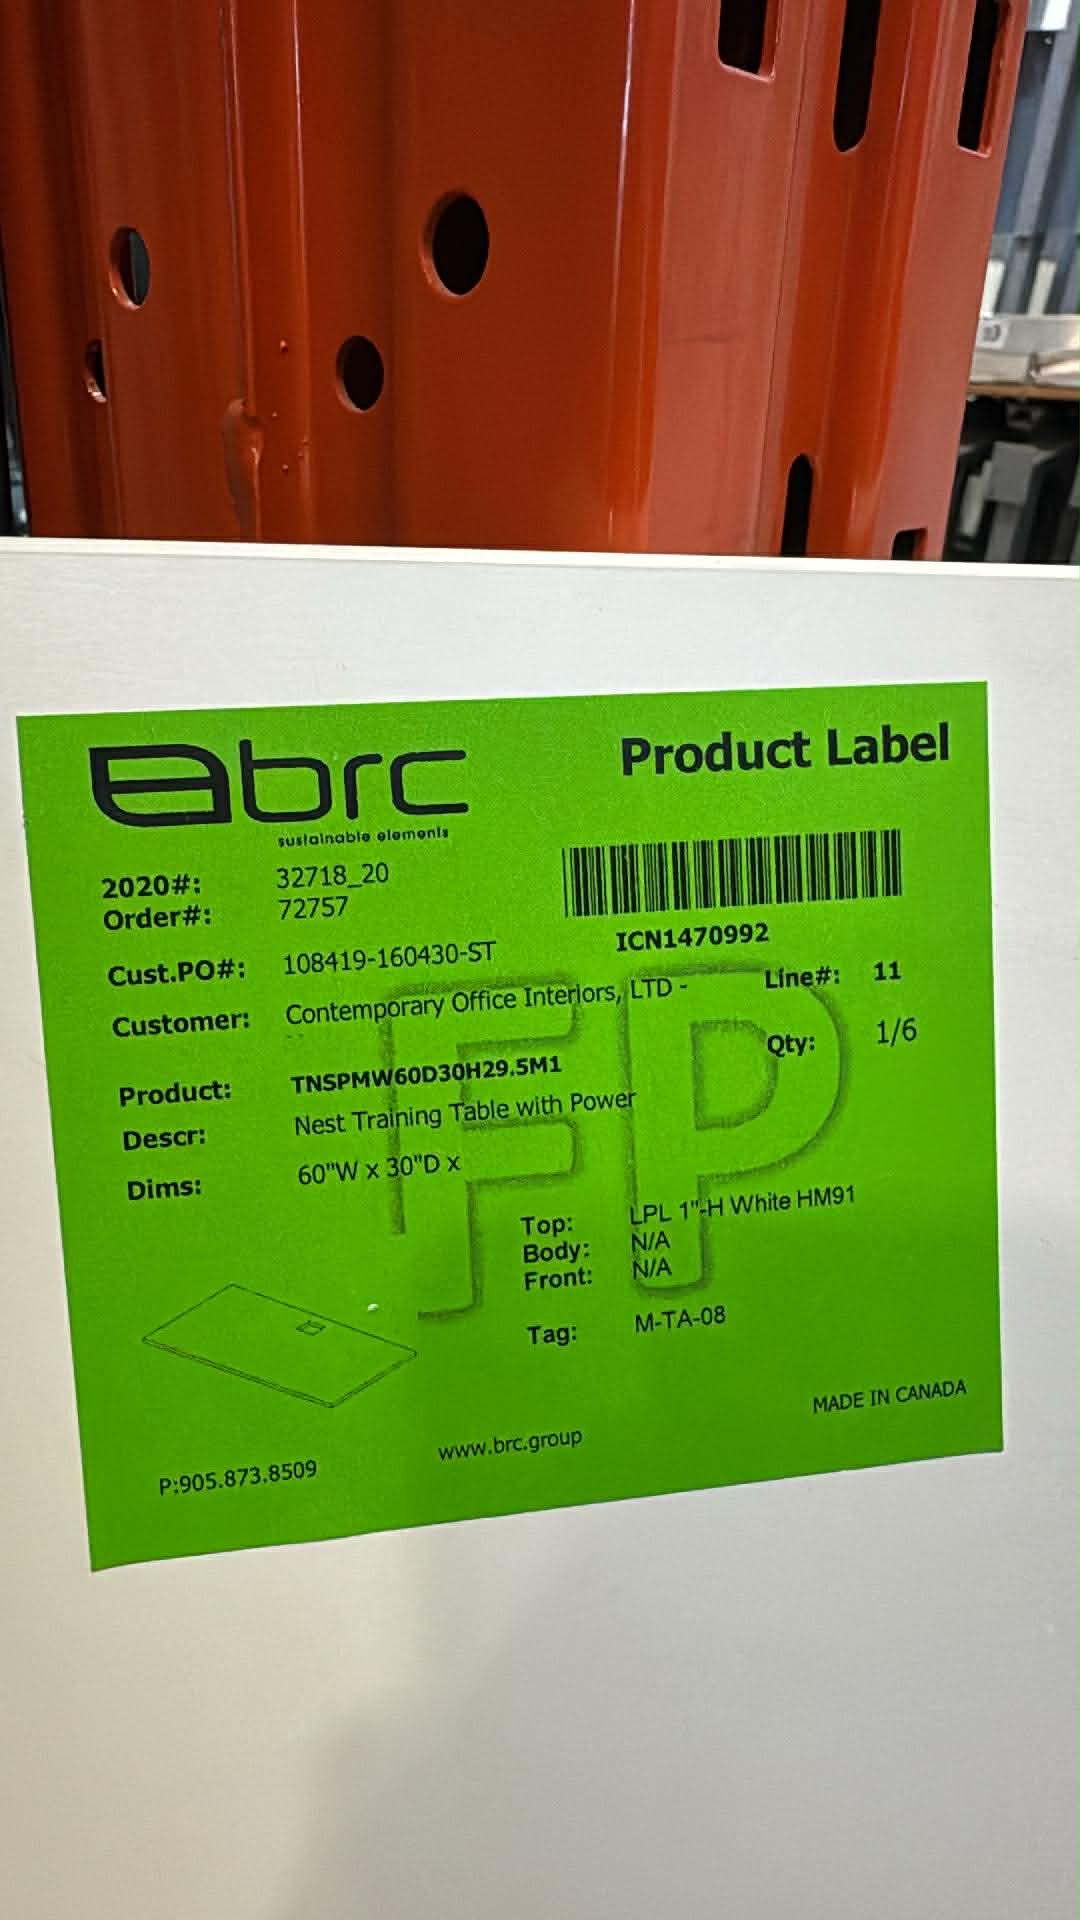 brc
Product Label
sustainable elements
2020#: 32718_20
Order#: 72757
ICN1470992
Cust.PO#: 108419-160430-ST
Line#: 11
Customer: Contemporary Office Interiors, LTD -
Qty: 1/6
Product: TNSPMW60D30H29.5M1
Descr: Nest Training Table with Power
Dims: 60"W x 30"D x
FP
Top: LPL 1"-H White HM91
Body: N/A
Front: N/A
Tag: M-TA-08
MADE IN CANADA
P:905.873.8509
www.brc.group